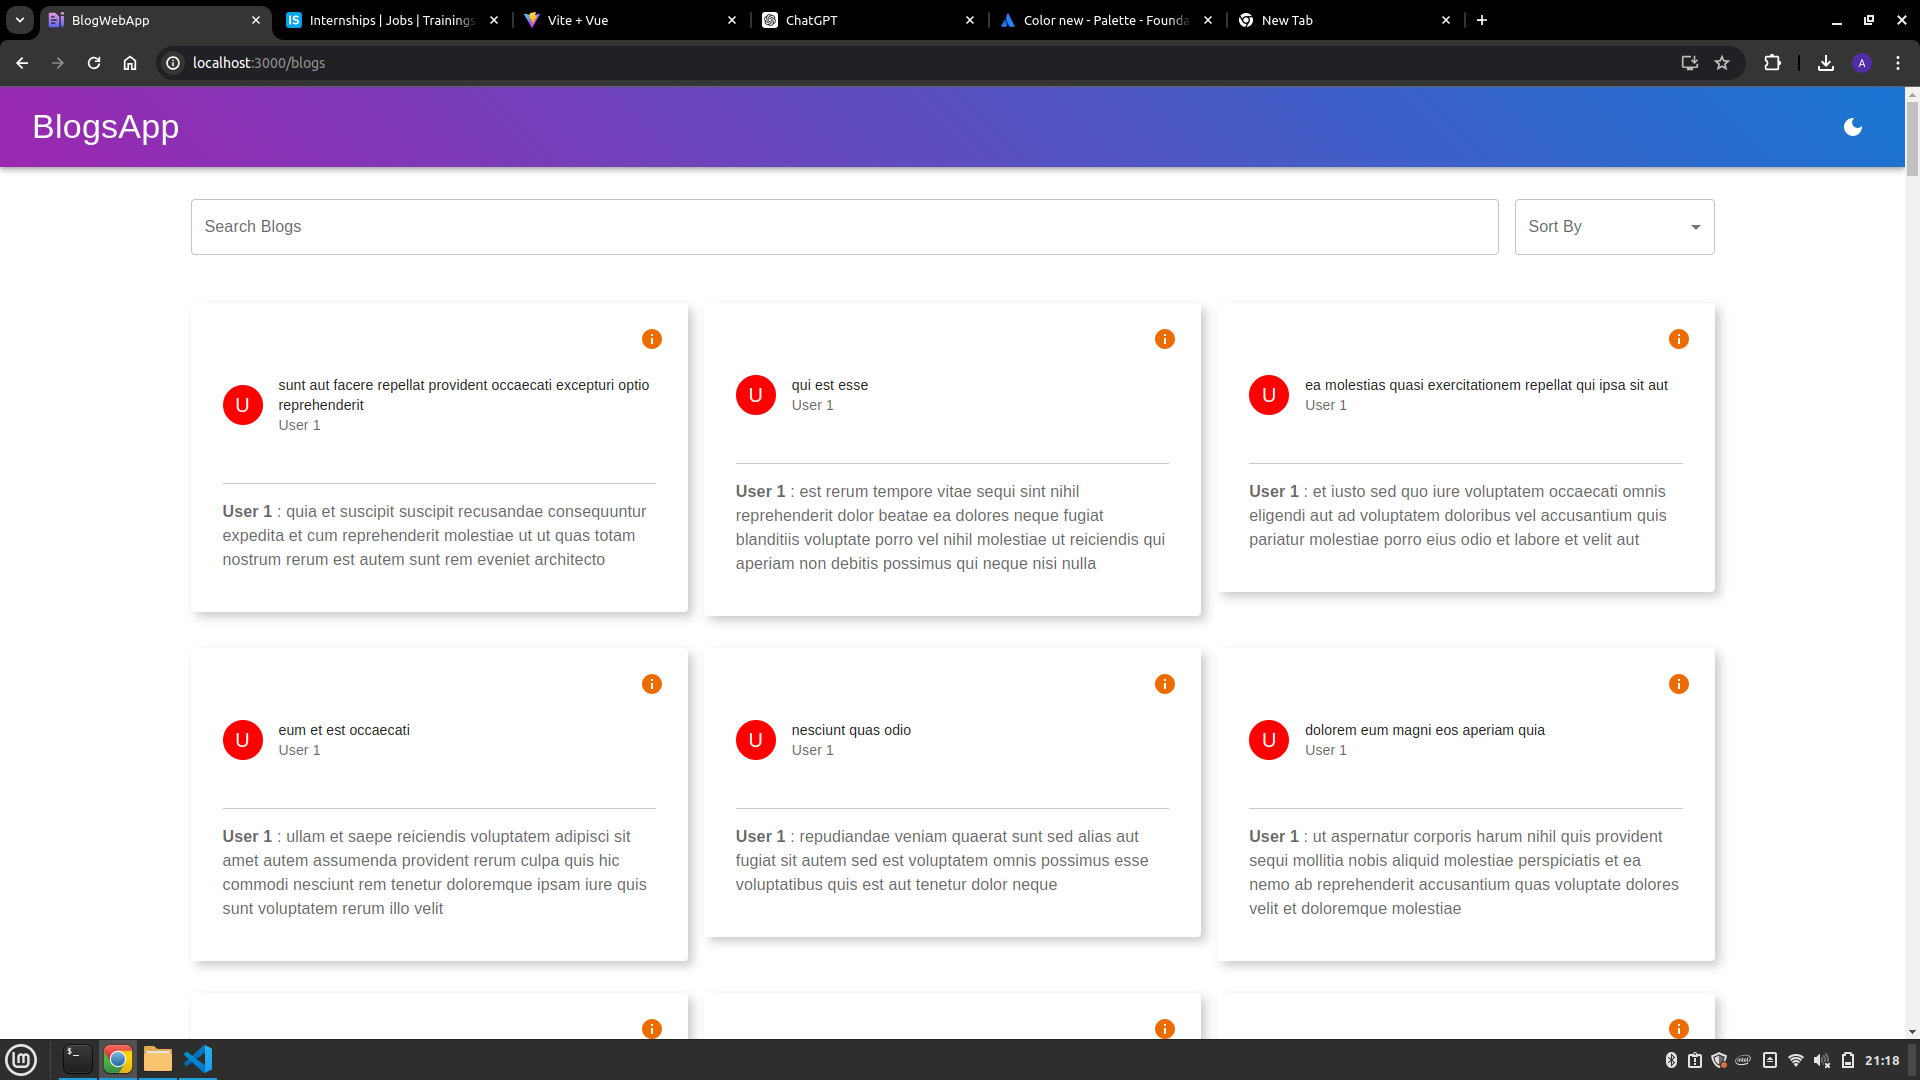 BlogWebApp
Internships | Jobs | Trainings
Vite + Vue
ChatGPT
Color new - Palette - Founda
New Tab
localhost:3000/blogs
A
BlogsApp
Search Blogs
Sort By
U
sunt aut facere repellat provident occaecati excepturi optio
reprehenderit
User 1
User 1 : quia et suscipit suscipit recusandae consequuntur
expedita et cum reprehenderit molestiae ut ut quas totam
nostrum rerum est autem sunt rem eveniet architecto
U
qui est esse
User 1
User 1 : est rerum tempore vitae sequi sint nihil
reprehenderit dolor beatae ea dolores neque fugiat
blanditiis voluptate porro vel nihil molestiae ut reiciendis qui
aperiam non debitis possimus qui neque nisi nulla
U
ea molestias quasi exercitationem repellat qui ipsa sit aut
User 1
User 1 : et iusto sed quo iure voluptatem occaecati omnis
eligendi aut ad voluptatem doloribus vel accusantium quis
pariatur molestiae porro eius odio et labore et velit aut
U
eum et est occaecati
User 1
User 1 : ullam et saepe reiciendis voluptatem adipisci sit
amet autem assumenda provident rerum culpa quis hic
commodi nesciunt rem tenetur doloremque ipsam iure quis
sunt voluptatem rerum illo velit
U
nesciunt quas odio
User 1
User 1 : repudiandae veniam quaerat sunt sed alias aut
fugiat sit autem sed est voluptatem omnis possimus esse
voluptatibus quis est aut tenetur dolor neque
U
dolorem eum magni eos aperiam quia
User 1
User 1 : ut aspernatur corporis harum nihil quis provident
sequi mollitia nobis aliquid molestiae perspiciatis et ea
nemo ab reprehenderit accusantium quas voluptate dolores
velit et doloremque molestiae
21:18